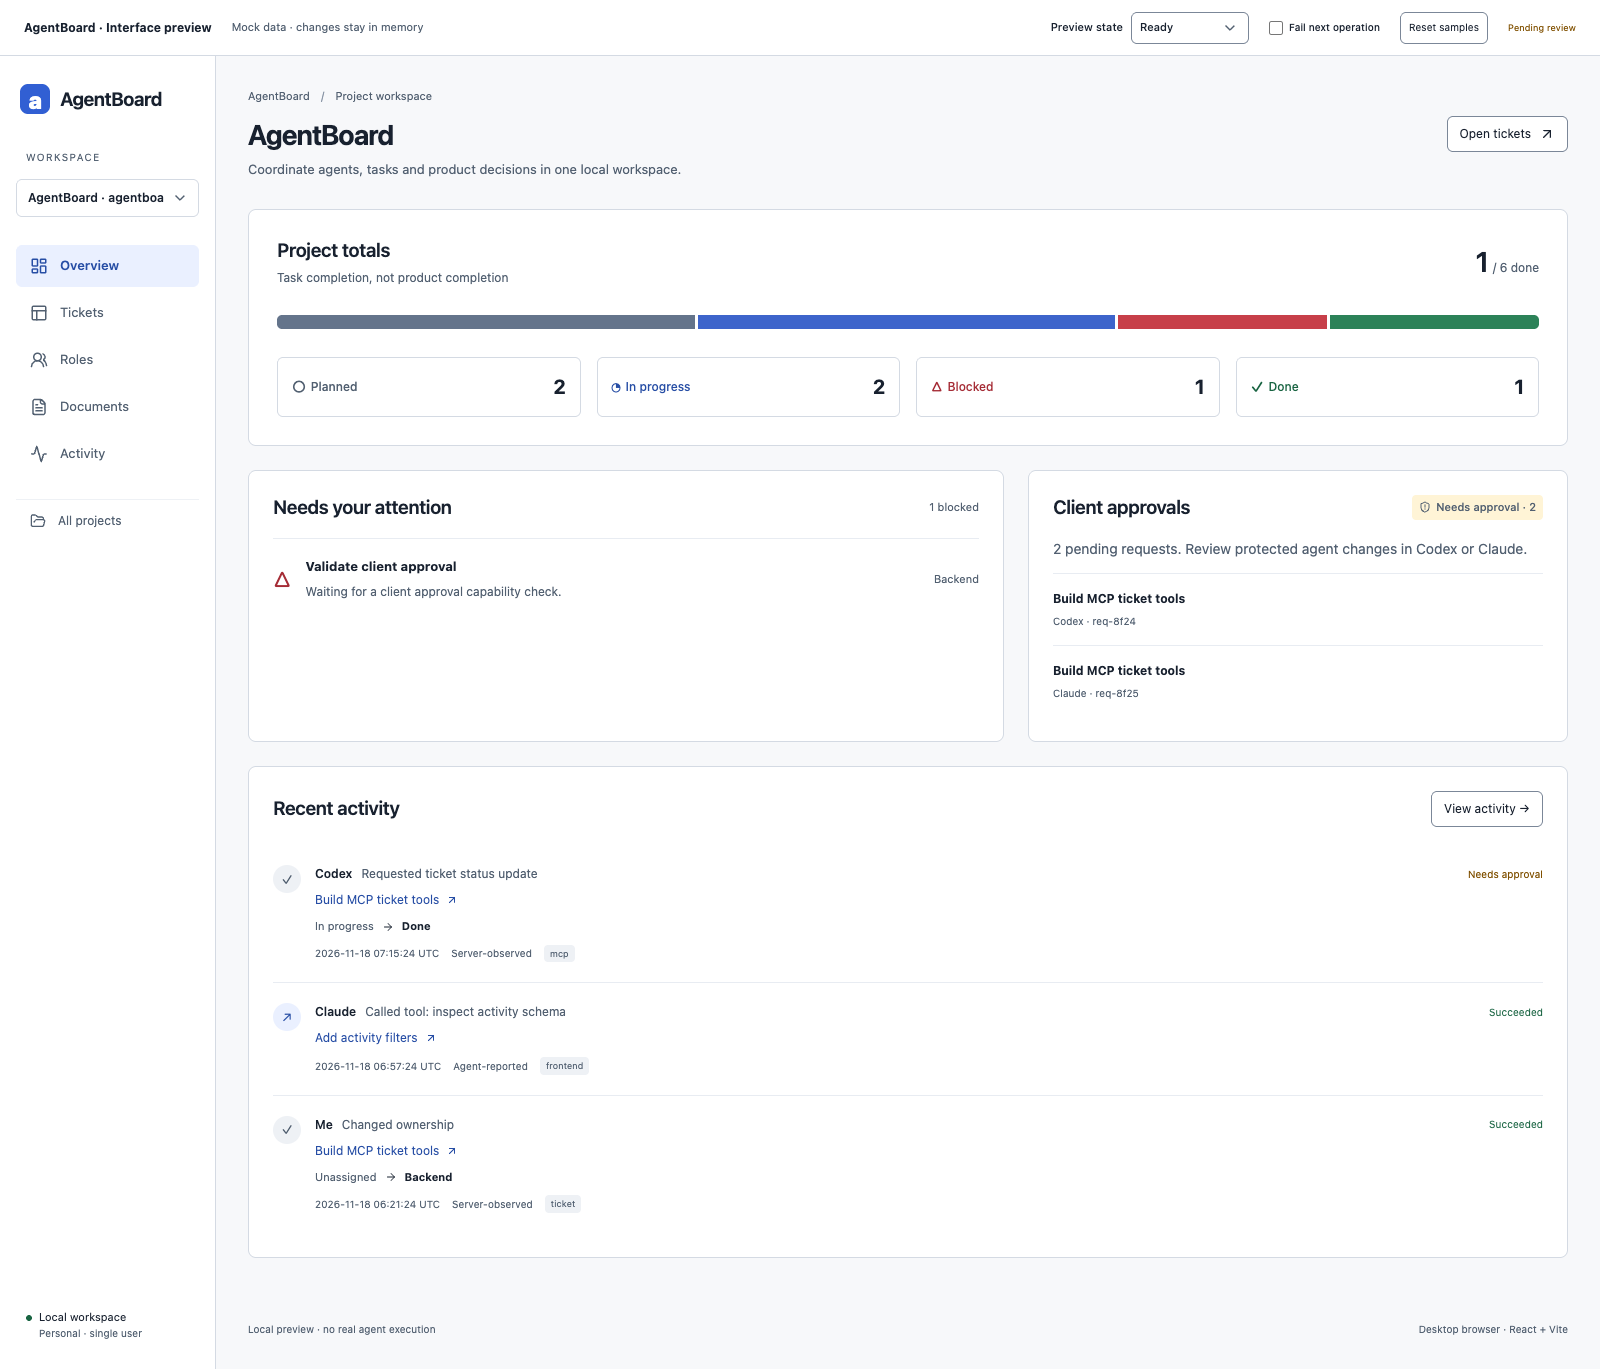 AgentBoard · Interface preview
Mock data · changes stay in memory
Preview state
Ready
Fail next operation
Reset samples
Pending review
a
AgentBoard
WORKSPACE
AgentBoard · agentboa
Overview
Tickets
Roles
Documents
Activity
All projects
Local workspace
Personal · single user
AgentBoard / Project workspace
AgentBoard
Coordinate agents, tasks and product decisions in one local workspace.
Open tickets
Project totals
Task completion, not product completion
1 / 6 done
Planned 2
In progress 2
Blocked 1
Done 1
Needs your attention
1 blocked
Validate client approval
Waiting for a client approval capability check.
Backend
Client approvals
Needs approval · 2
2 pending requests. Review protected agent changes in Codex or Claude.
Build MCP ticket tools
Codex · req-8f24
Build MCP ticket tools
Claude · req-8f25
Recent activity
View activity →
Codex Requested ticket status update
Needs approval
Build MCP ticket tools
In progress → Done
2026-11-18 07:15:24 UTC Server-observed mcp
Claude Called tool: inspect activity schema
Succeeded
Add activity filters
2026-11-18 06:57:24 UTC Agent-reported frontend
Me Changed ownership
Succeeded
Build MCP ticket tools
Unassigned → Backend
2026-11-18 06:21:24 UTC Server-observed ticket
Local preview · no real agent execution
Desktop browser · React + Vite